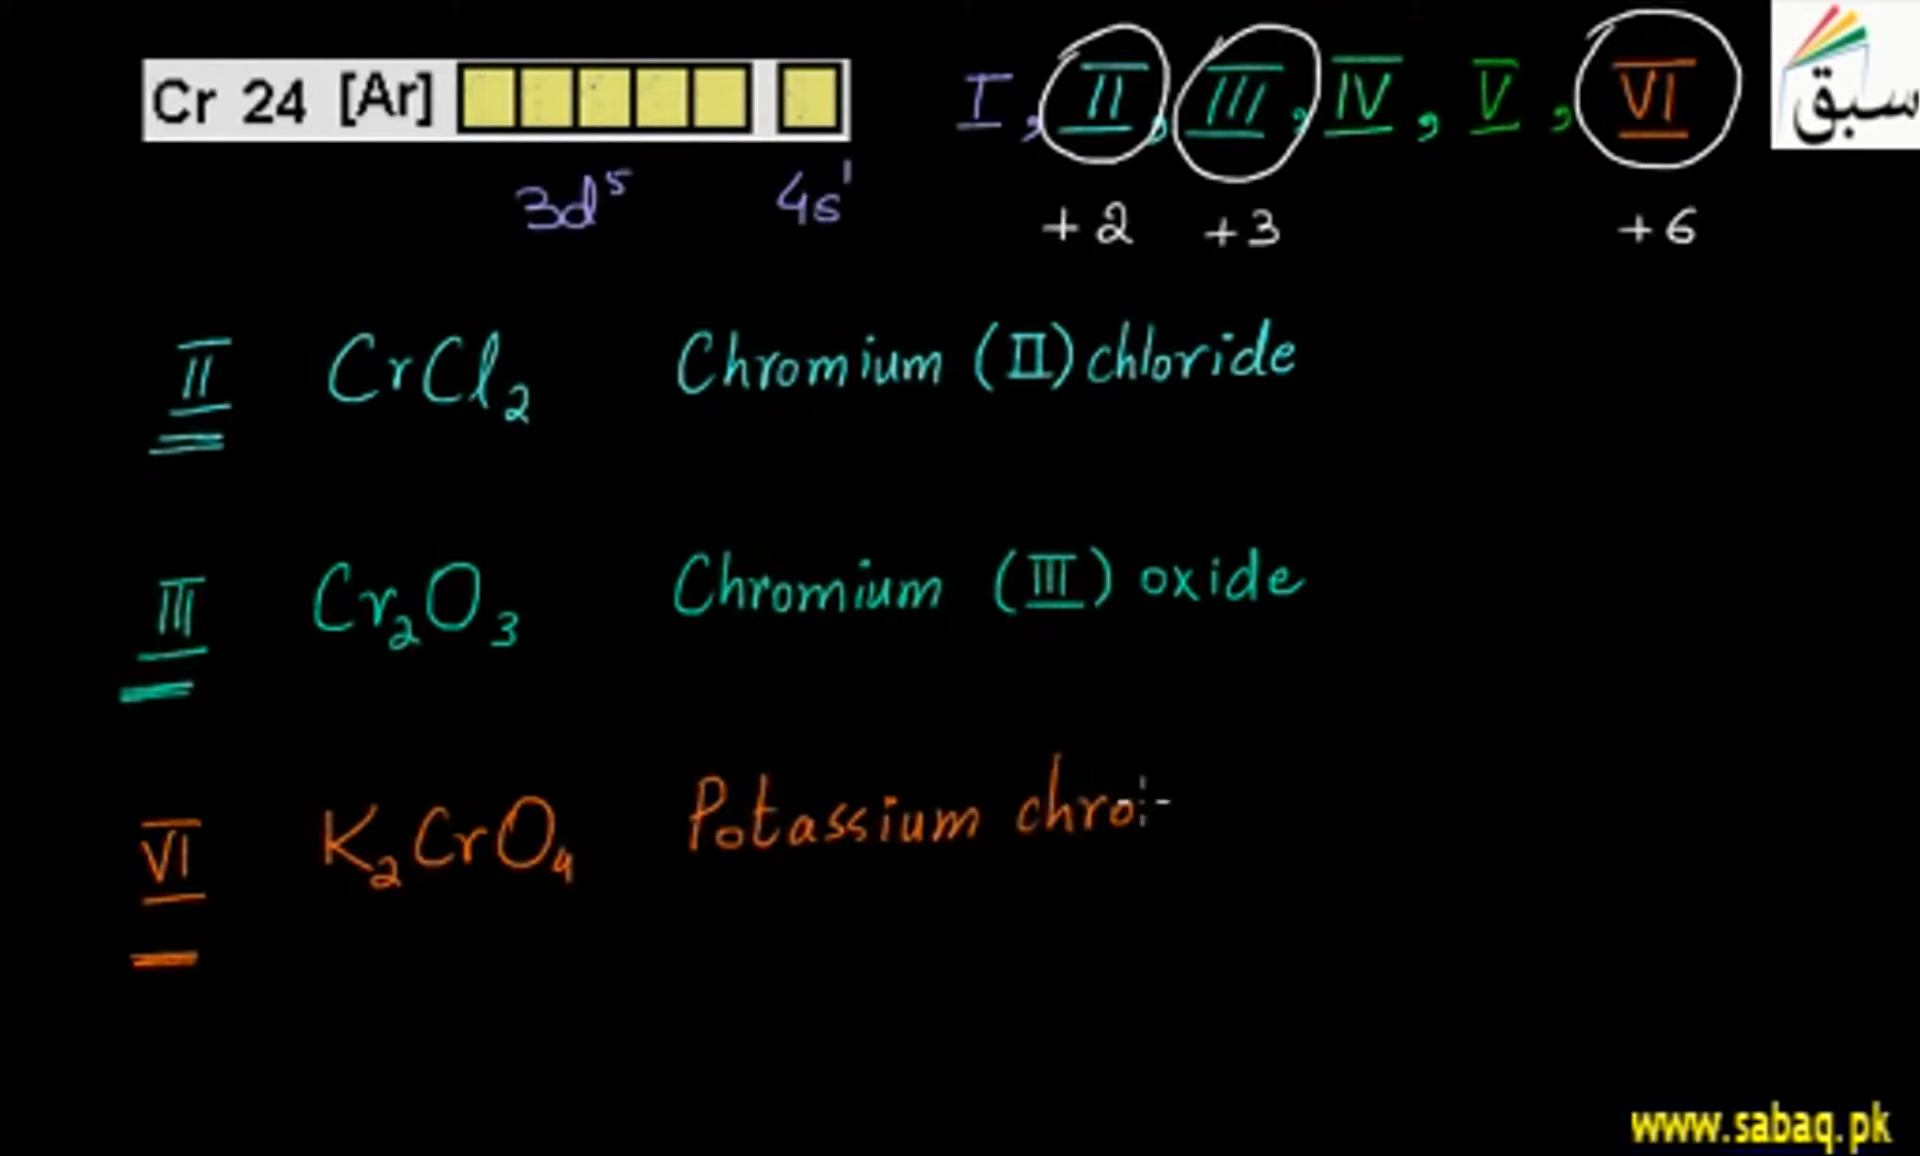 Cr 24 [Ar]
I, II, III, IV, V, VI
سبق
3d⁵ 4s¹
+2 +3 +6
II CrCl₂ Chromium (II) chloride
III Cr₂O₃ Chromium (III) oxide
VI K₂CrO₄ Potassium chro
www.sabaq.pk